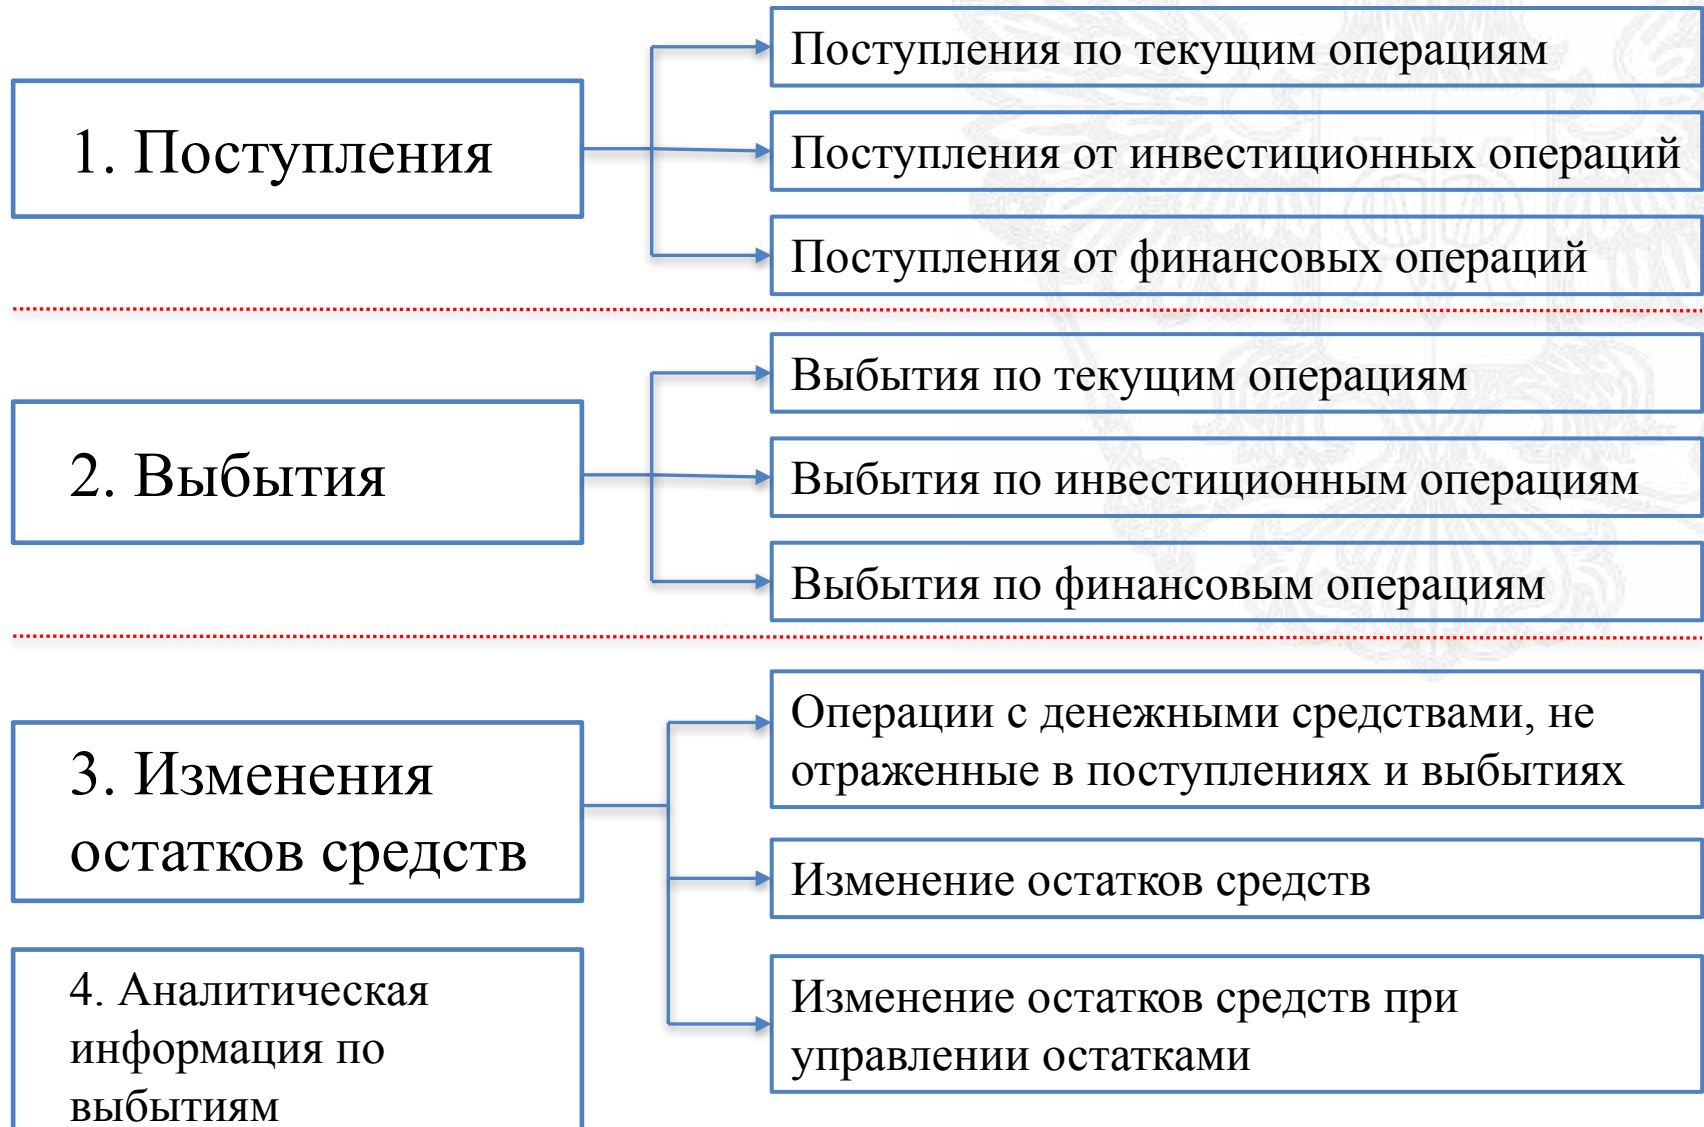 1. Поступления
Поступления по текущим операциям
Поступления от инвестиционных операций
Поступления от финансовых операций
2. Выбытия
Выбытия по текущим операциям
Выбытия по инвестиционным операциям
Выбытия по финансовым операциям
3. Изменения
остатков средств
Операции с денежными средствами, не
отраженные в поступлениях и выбытиях
Изменение остатков средств
Изменение остатков средств при
управлении остатками
4. Аналитическая
информация по
выбытиям